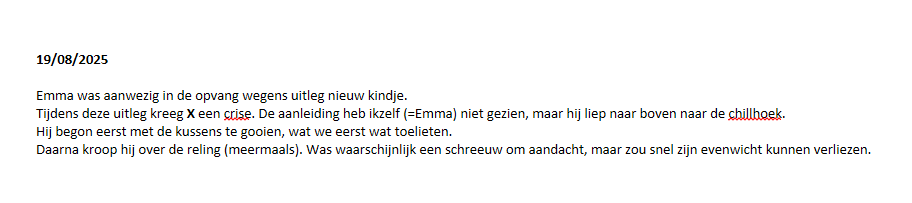 19/08/2025
Emma was aanwezig in de opvang wegens uitleg nieuw kindje.
Tijdens deze uitleg kreeg X een crise. De aanleiding heb ikzelf (=Emma) niet gezien, maar hij liep naar boven naar de chillhoek.
Hij begon eerst met de kussens te gooien, wat we eerst wat toelieten.
Daarna kroop hij over de reling (meermaals). Was waarschijnlijk een schreeuw om aandacht, maar zou snel zijn evenwicht kunnen verliezen.